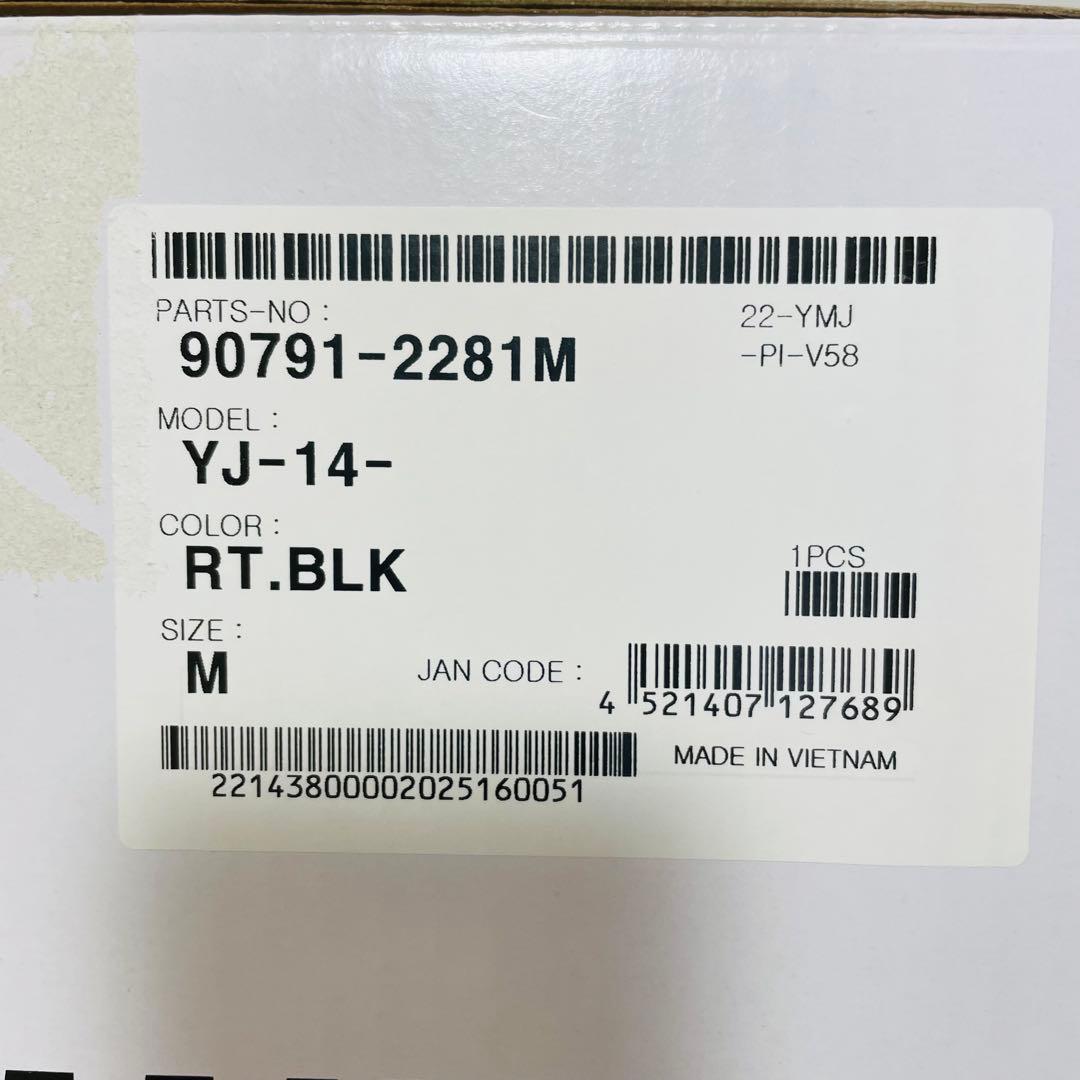 PARTS-NO :
90791-2281M
22-YMJ
-PI-V58
MODEL :
YJ-14-
COLOR :
RT.BLK
1PCS
SIZE :
M
JAN CODE :
4 521407 127689
MADE IN VIETNAM
22143800002025160051